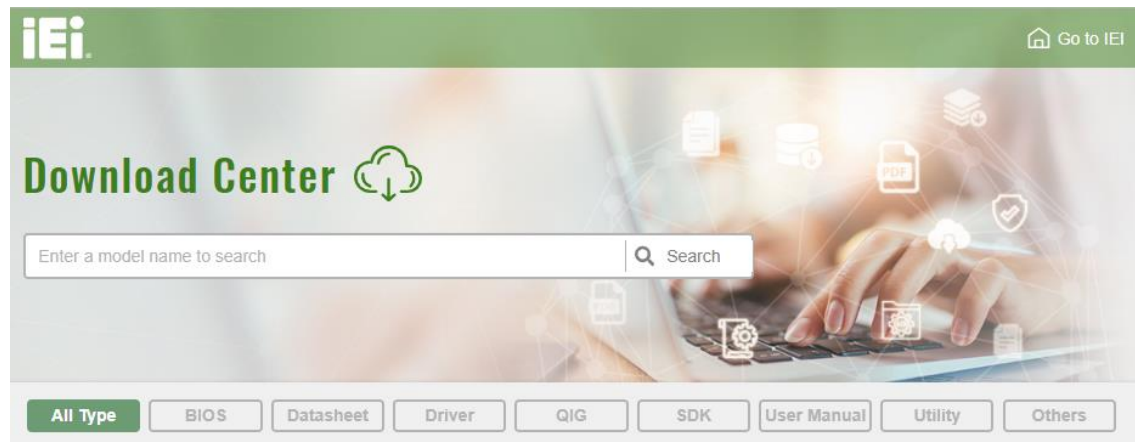 iEi.
Go to IEI
Download Center
Enter a model name to search
Search
PDF
PDF
All Type BIOS Datasheet Driver QIG SDK User Manual Utility Others